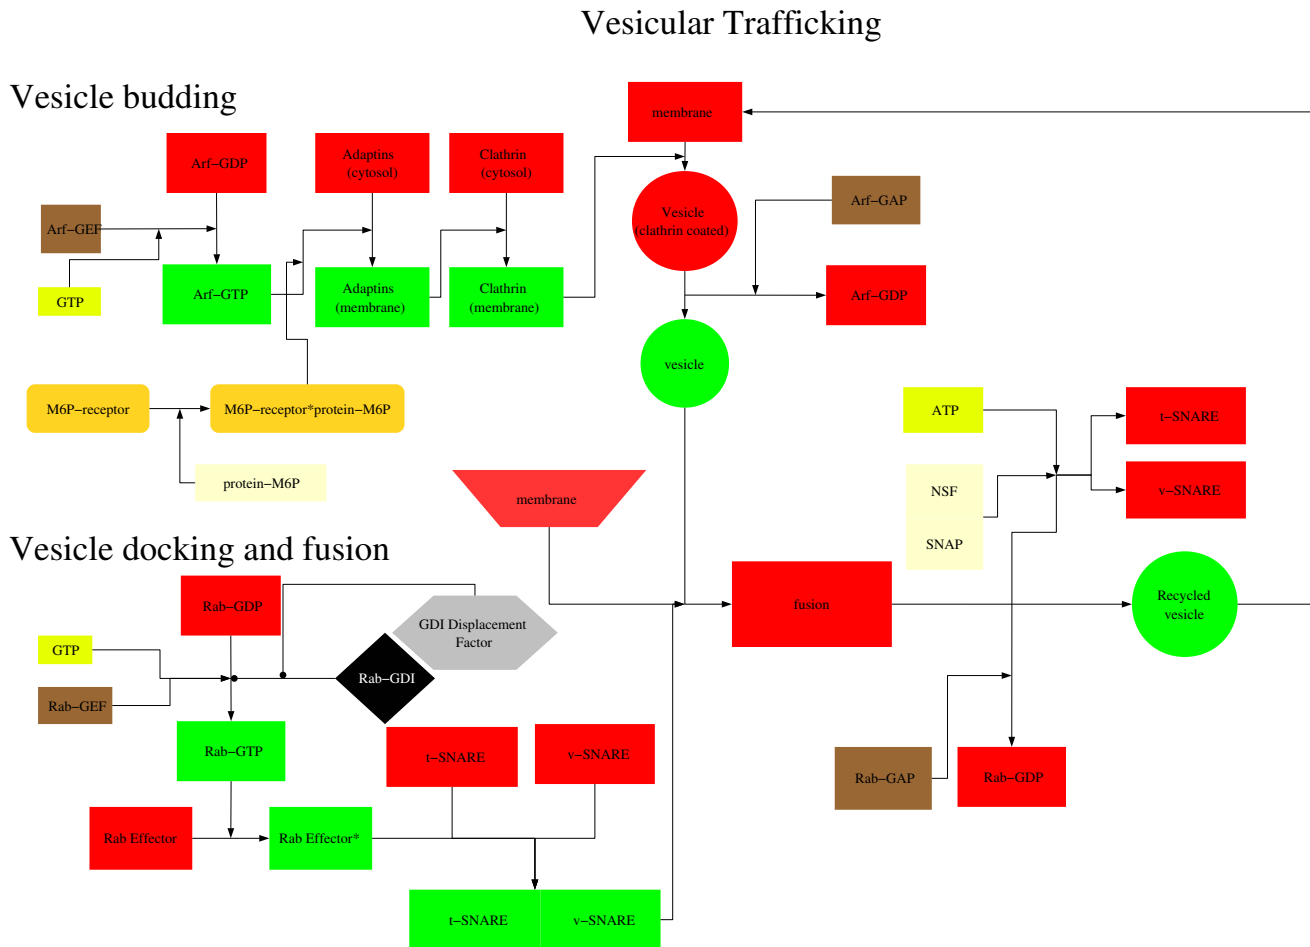 Vesicular Trafficking
Vesicle budding
membrane
Arf−GDP
Adaptins
(cytosol)
Clathrin
(cytosol)
Vesicle
(clathrin coated)
Arf−GAP
Arf−GEF
GTP
Arf−GTP
Adaptins
(membrane)
Clathrin
(membrane)
Arf−GDP
vesicle
M6P−receptor
M6P−receptor*protein−M6P
protein−M6P
ATP
t−SNARE
NSF
v−SNARE
SNAP
membrane
Vesicle docking and fusion
Rab−GDP
fusion
Recycled
vesicle
GDI Displacement
Factor
GTP
Rab−GDI
Rab−GEF
Rab−GTP
t−SNARE
v−SNARE
Rab−GAP
Rab−GDP
Rab Effector
Rab Effector*
t−SNARE
v−SNARE